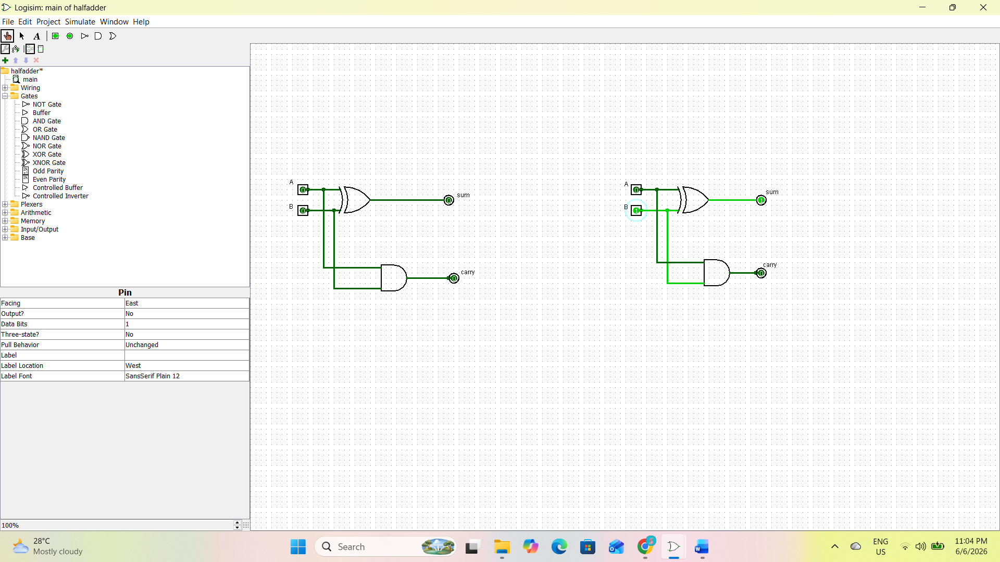 Logisim: main of halfadder
File Edit Project Simulate Window Help
A
halfadder*
main
Wiring
Gates
NOT Gate
Buffer
AND Gate
OR Gate
NAND Gate
NOR Gate
XOR Gate
XNOR Gate
Odd Parity
Even Parity
Controlled Buffer
Controlled Inverter
Plexers
Arithmetic
Memory
Input/Output
Base
Pin
Facing East
Output? No
Data Bits 1
Three-state? No
Pull Behavior Unchanged
Label
Label Location West
Label Font SansSerif Plain 12
100%
A
0
sum
0
B
0
carry
0
A
0
sum
1
B
1
carry
0
28°C
Mostly cloudy
Search
ENG
US
11:04 PM
6/6/2026